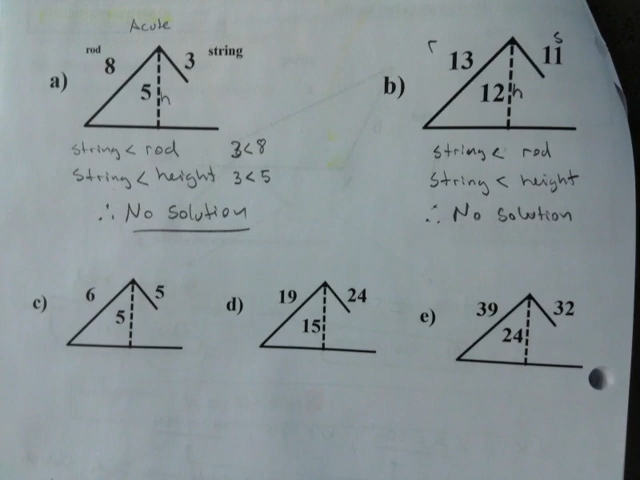 Acute
rod 8 3 string
a) 5 h
string < rod 3<8
String < height 3<5
∴ No solution
r 13 s 11
b) 12 h
string < rod
String < height
∴ No solution
c) 6 5
5
d) 19 24
15
e) 39 32
24